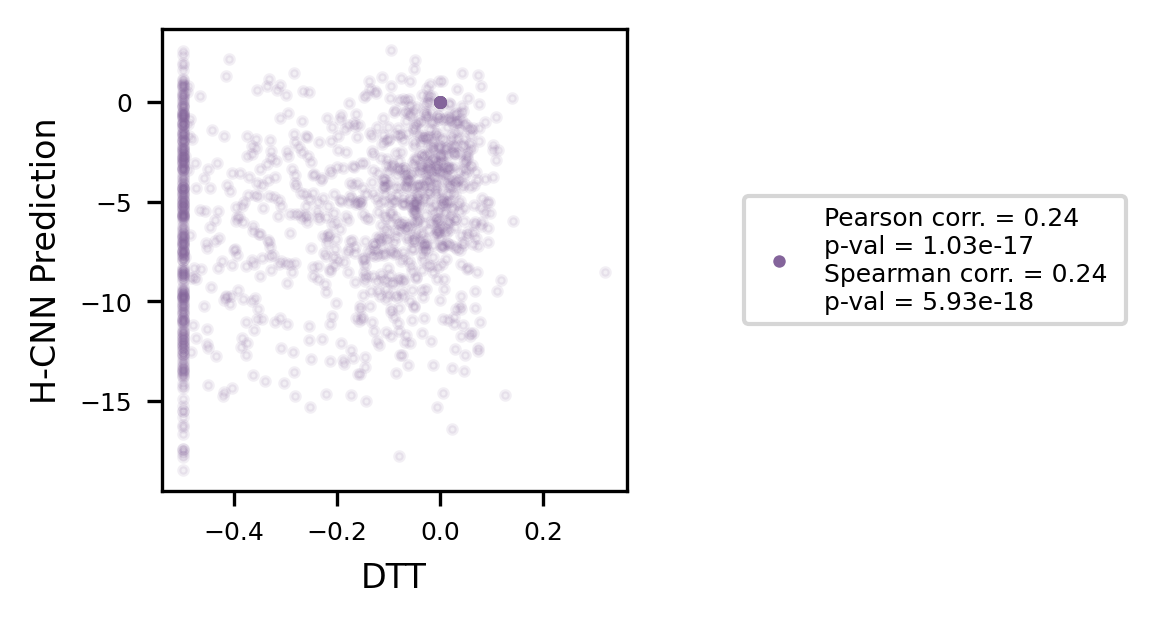 H-CNN Prediction
0
−5
−10
−15
−0.4
−0.2
0.0
0.2
DTT
Pearson corr. = 0.24
p-val = 1.03e-17
Spearman corr. = 0.24
p-val = 5.93e-18